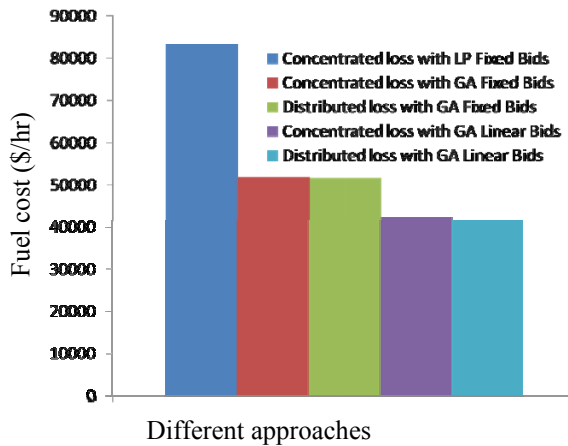 90000
80000
70000
60000
50000
40000
30000
20000
10000
0
Fuel cost ($/hr)
Concentrated loss with LP Fixed Bids
Concentrated loss with GA Fixed Bids
Distributed loss with GA Fixed Bids
Concentrated loss with GA Linear Bids
Distributed loss with GA Linear Bids
Different approaches